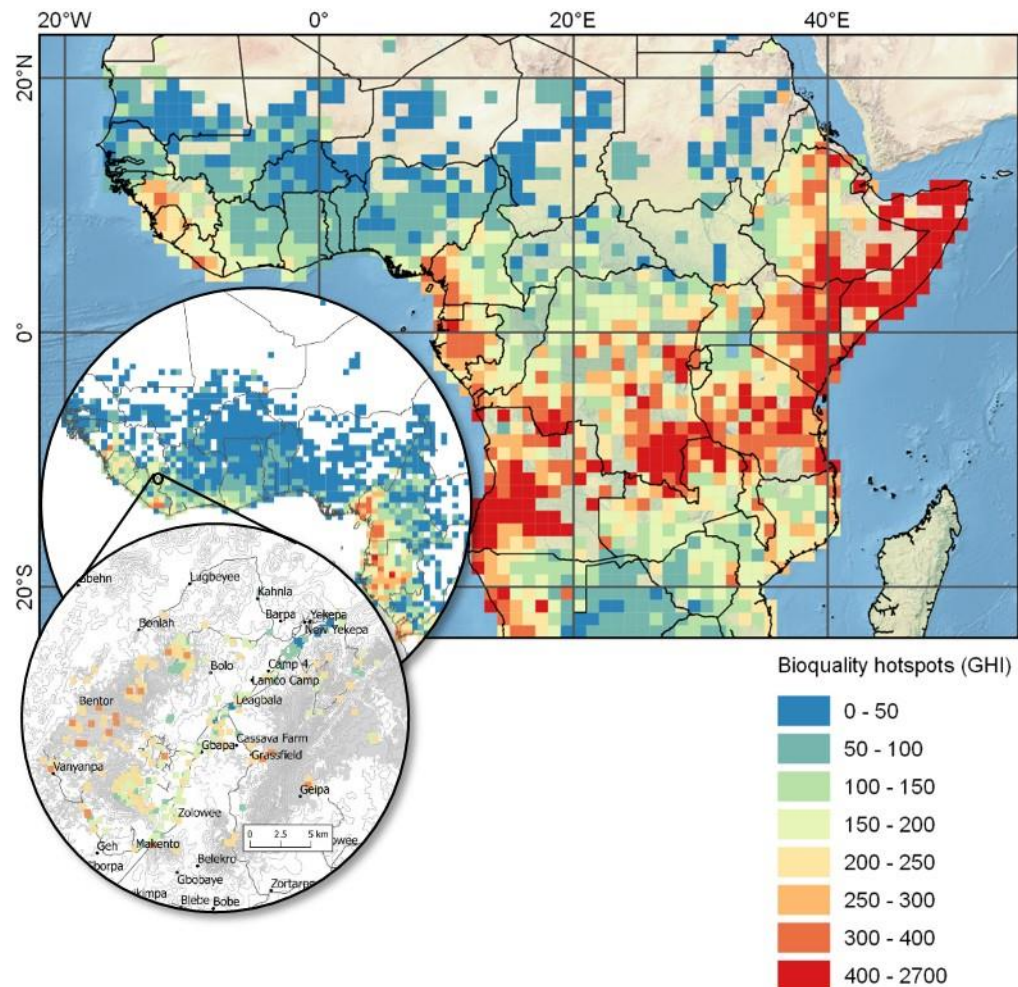 20°W 0° 20°E 40°E
20°N
0°
20°S
Lugbeyee
Kahnla
Barpa Yekepa
New Yekepa
Bonlah
Bolo
Camp 4
Lamco Camp
Bentor
Leagbala
Gbapa
Cassava Farm
Grassfield
Vanyanpa
Geipa
Zolowee
0 2.5 5 km
Geh
Makento
Belekro
Gbobaye
Blebe Bobe
Bioquality hotspots (GHI)
0 - 50
50 - 100
100 - 150
150 - 200
200 - 250
250 - 300
300 - 400
400 - 2700